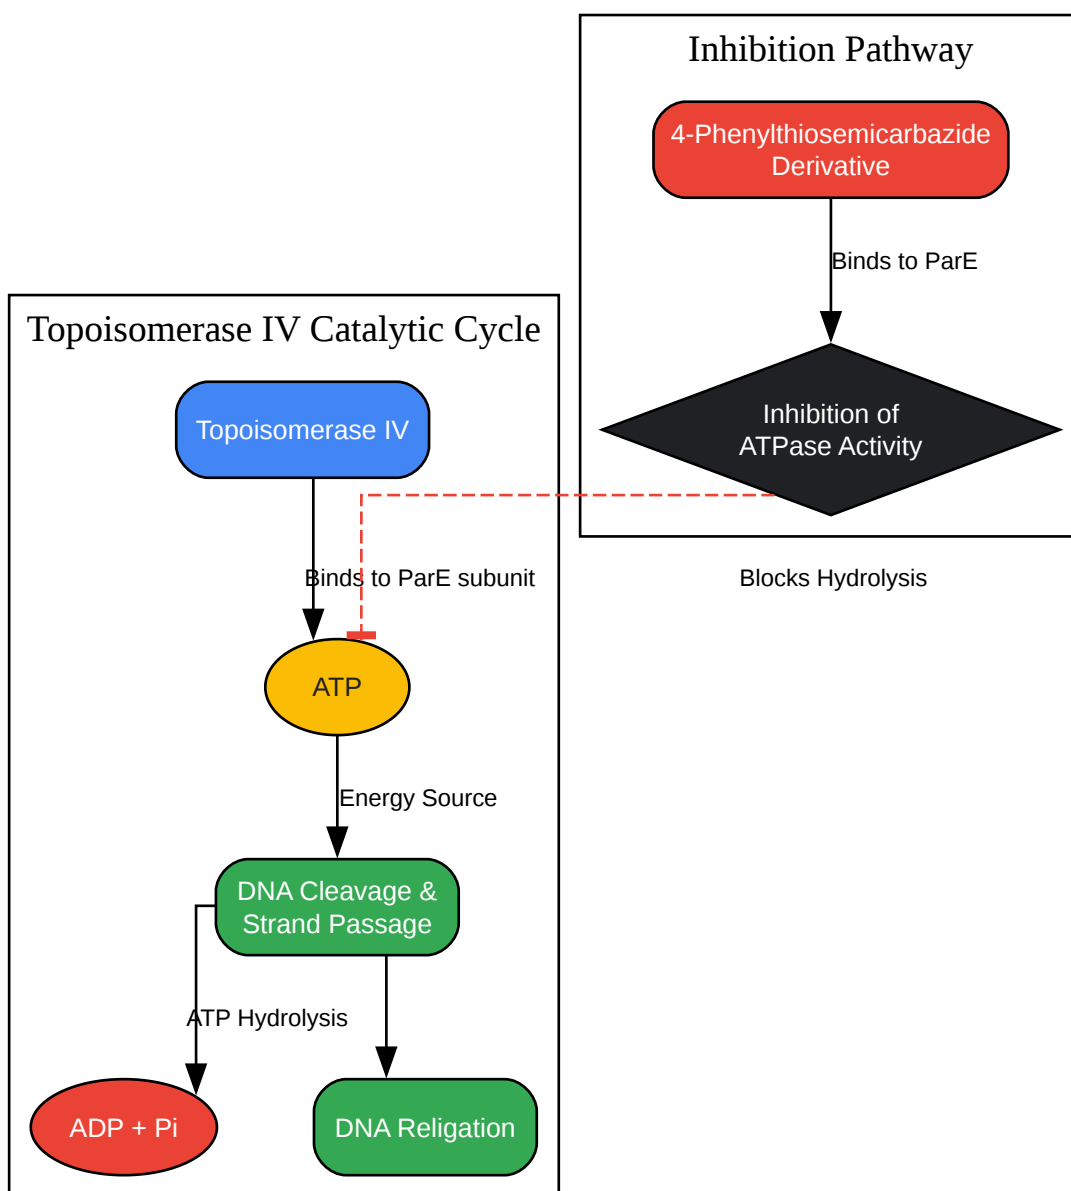 Inhibition Pathway
4-Phenylthiosemicarbazide
Derivative
Binds to ParE
Inhibition of
ATPase Activity
Blocks Hydrolysis
Topoisomerase IV Catalytic Cycle
Topoisomerase IV
Binds to ParE subunit
ATP
Energy Source
DNA Cleavage &
Strand Passage
ATP Hydrolysis
ADP + Pi
DNA Religation